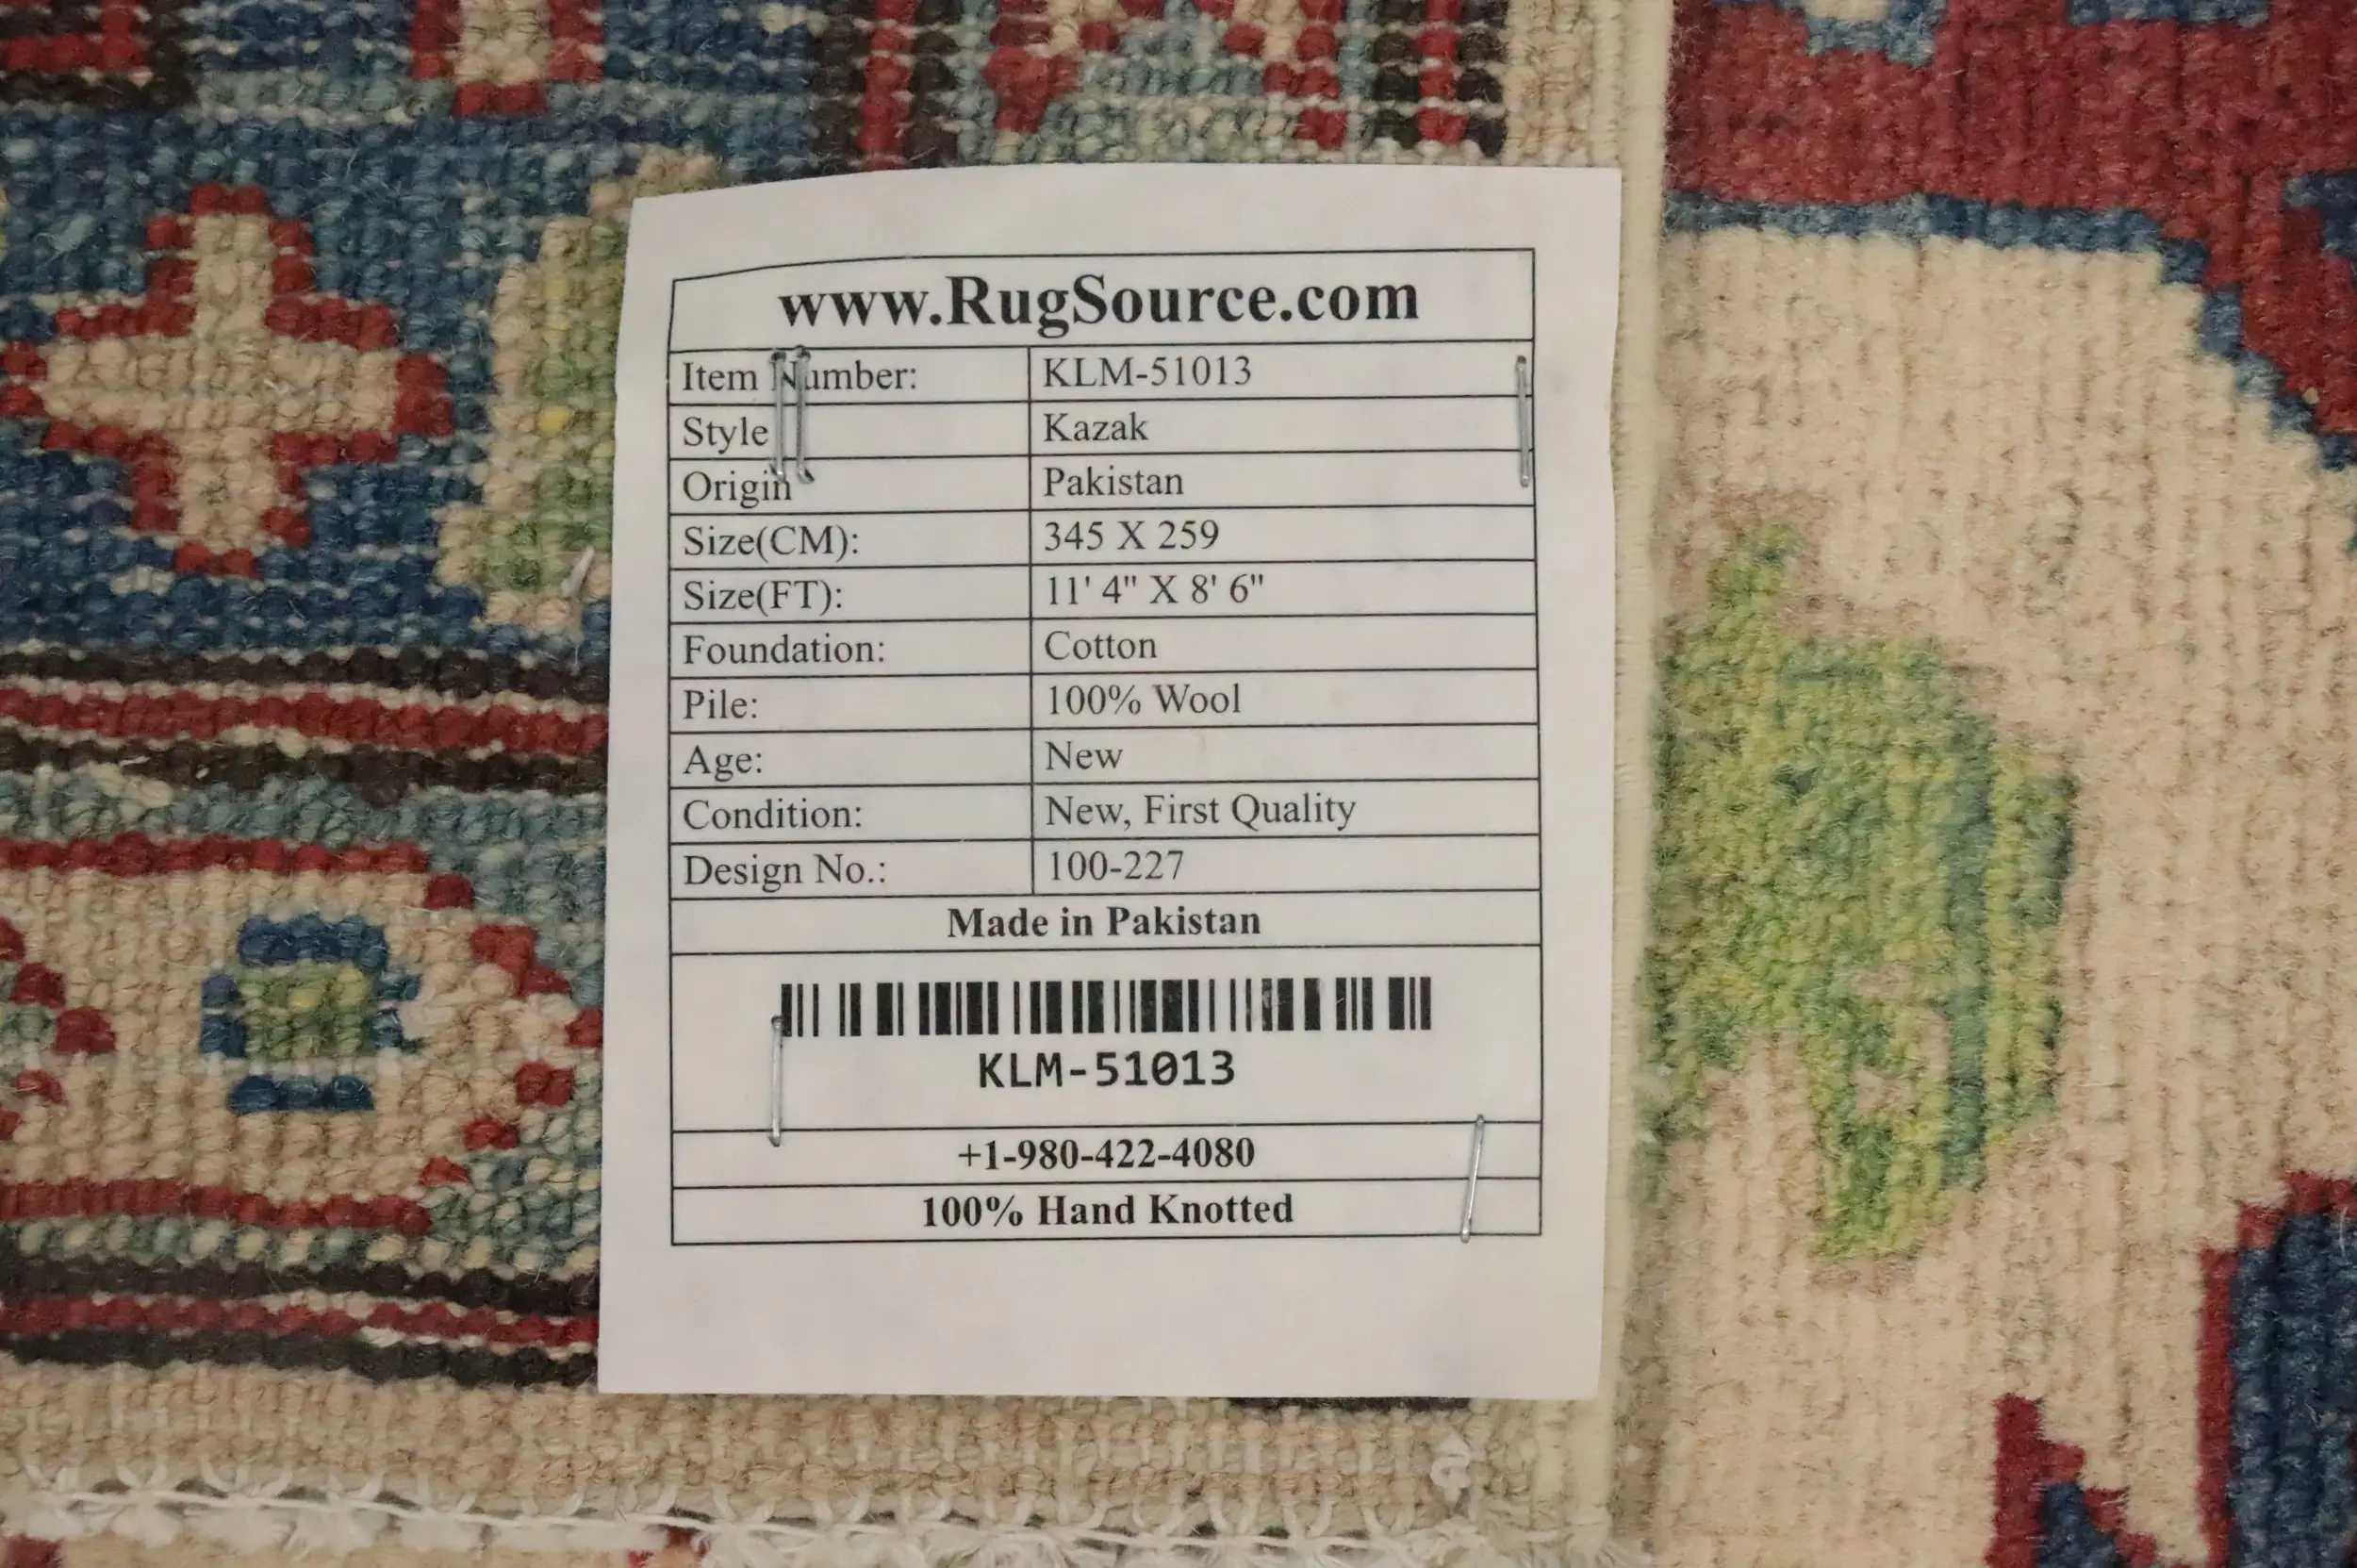 www.RugSource.com
Item Number: KLM-51013
Style Kazak
Origin Pakistan
Size(CM): 345 X 259
Size(FT): 11' 4" X 8' 6"
Foundation: Cotton
Pile: 100% Wool
Age: New
Condition: New, First Quality
Design No.: 100-227
Made in Pakistan
KLM-51013
+1-980-422-4080
100% Hand Knotted